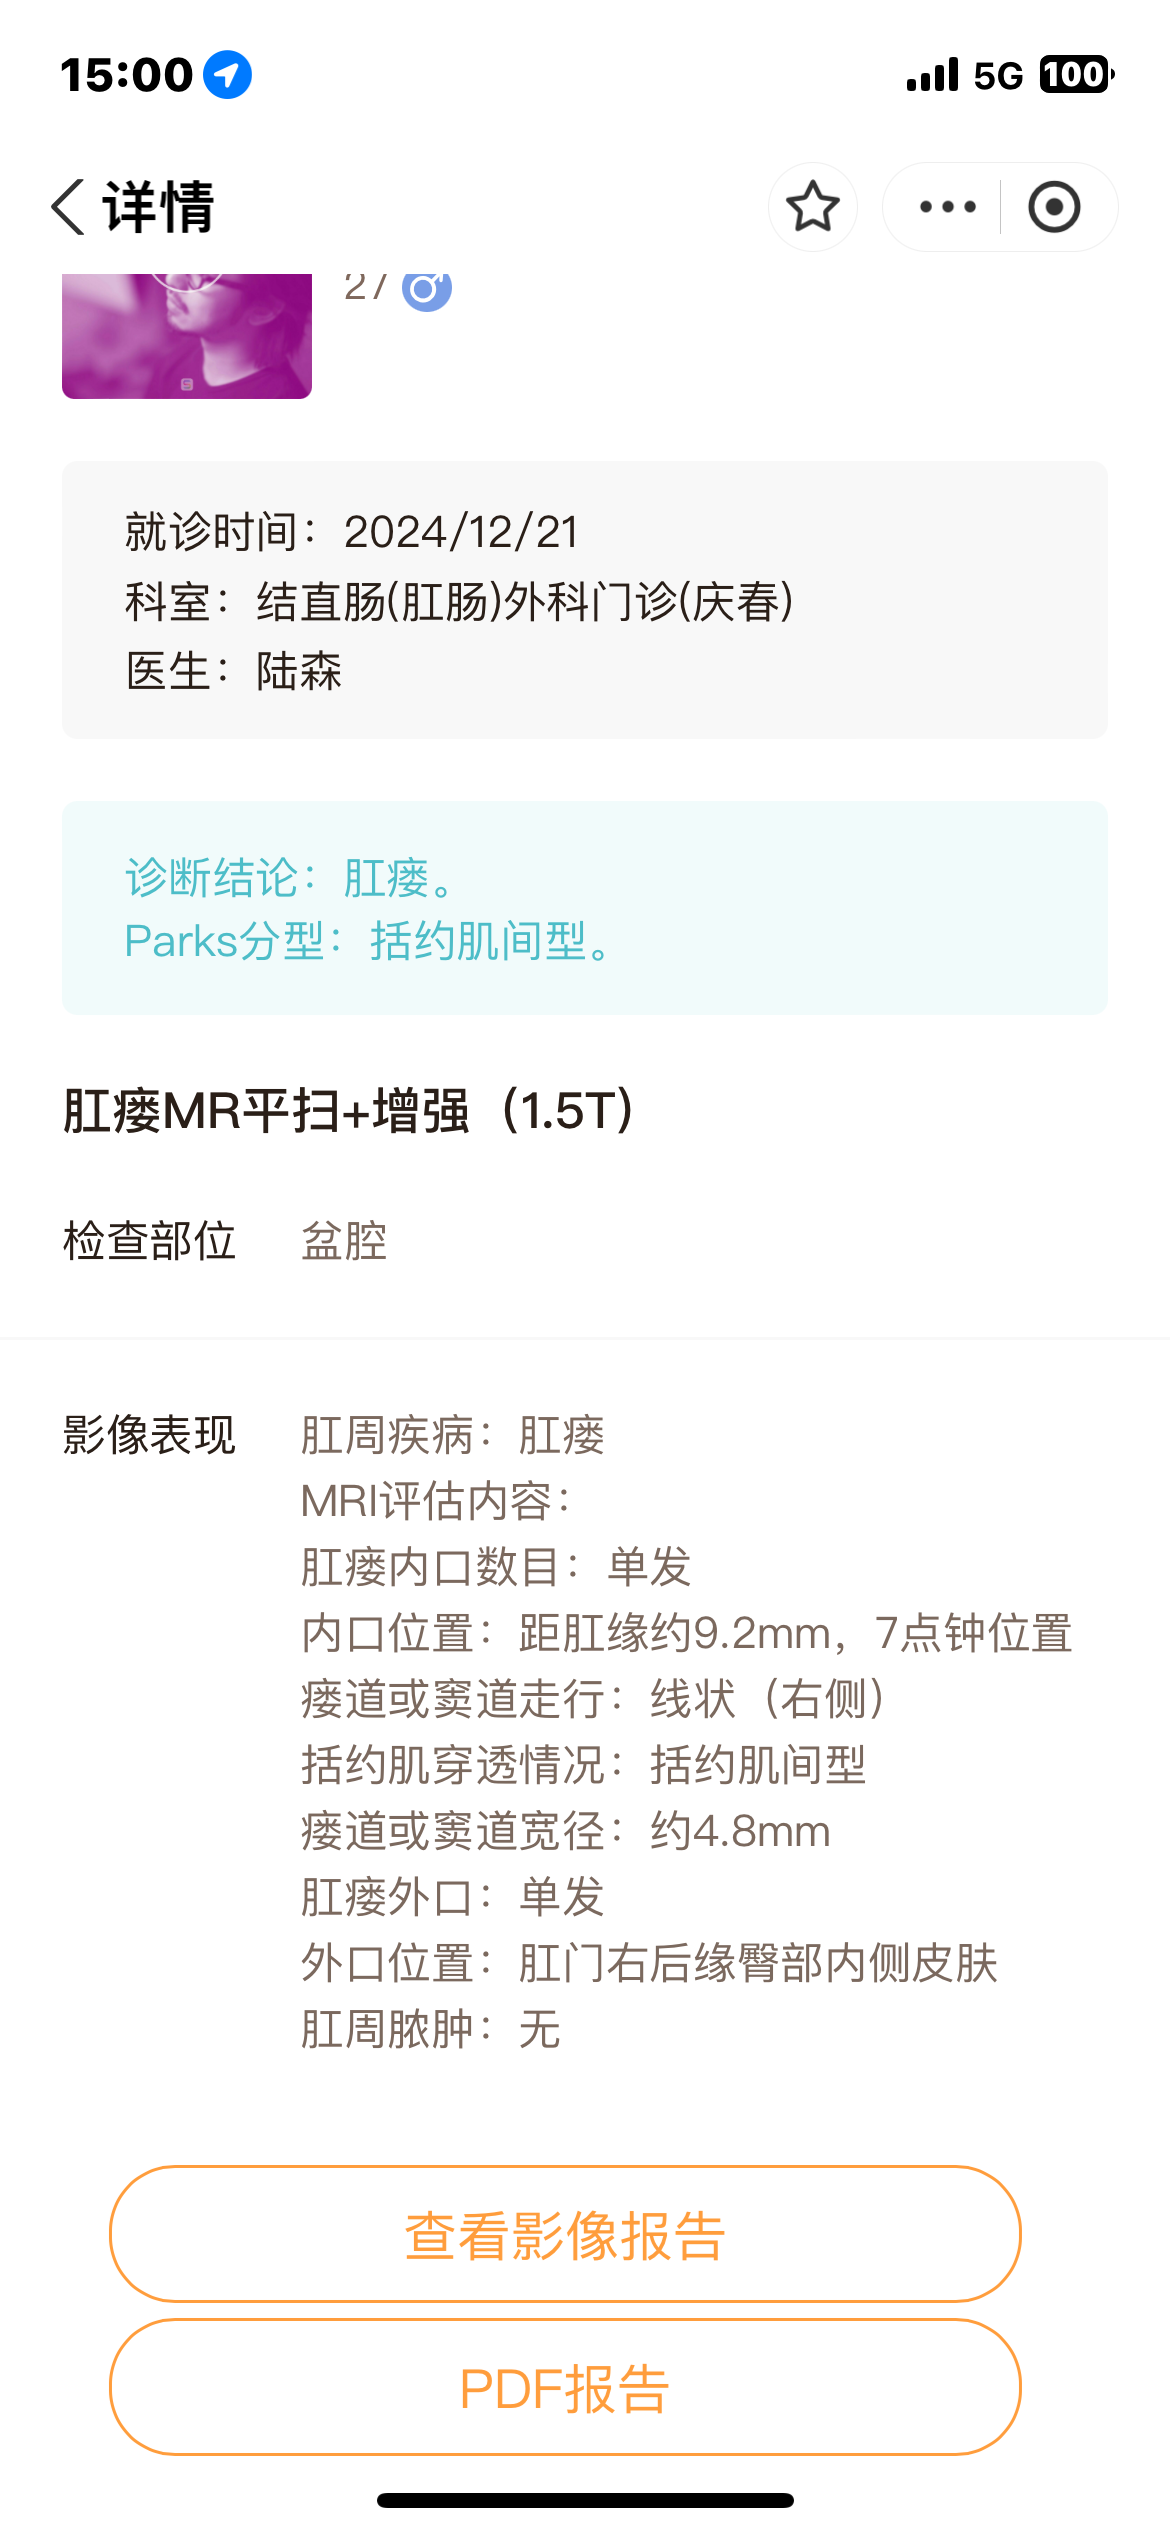 15:00
5G 100
详情
27
就诊时间：2024/12/21
科室：结直肠(肛肠)外科门诊(庆春)
医生：陆森
诊断结论：肛瘘。
Parks分型：括约肌间型。
肛瘘MR平扫+增强（1.5T）
检查部位 盆腔
影像表现 肛周疾病：肛瘘
MRI评估内容：
肛瘘内口数目：单发
内口位置：距肛缘约9.2mm，7点钟位置
瘘道或窦道走行：线状（右侧）
括约肌穿透情况：括约肌间型
瘘道或窦道宽径：约4.8mm
肛瘘外口：单发
外口位置：肛门右后缘臀部内侧皮肤
肛周脓肿：无
查看影像报告
PDF报告